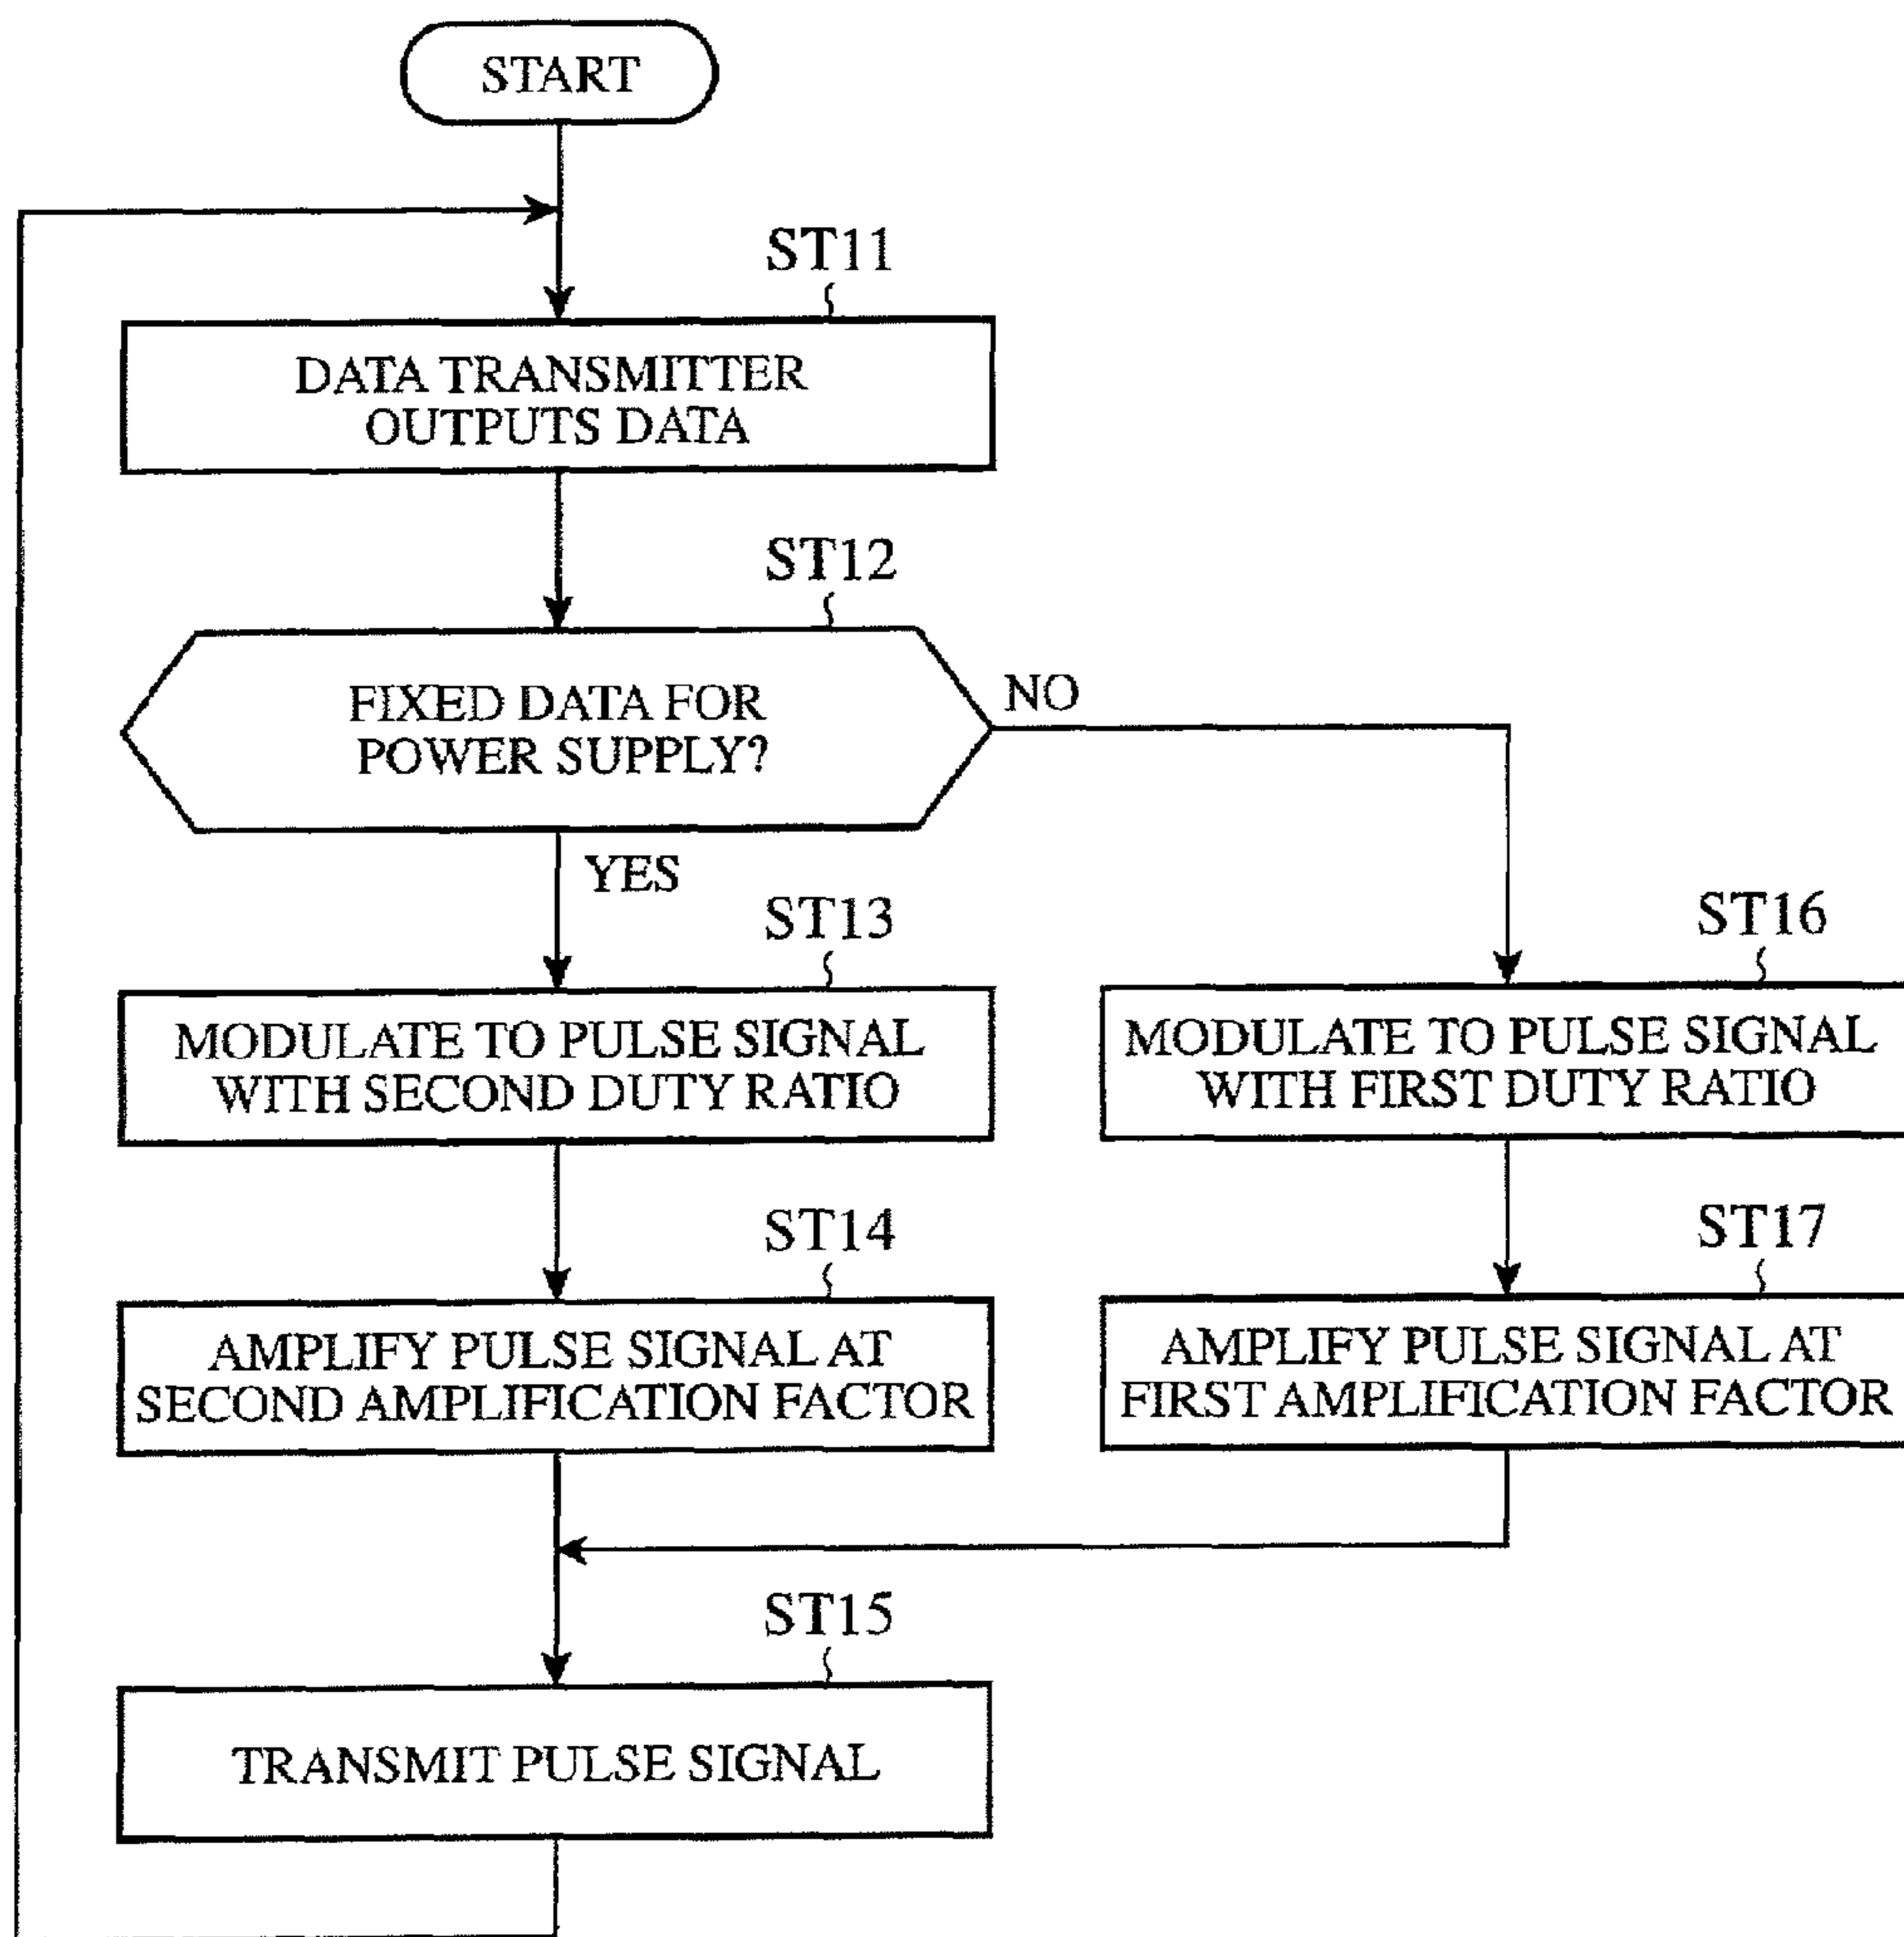 START
ST11
DATA TRANSMITTER
OUTPUTS DATA
ST12
FIXED DATA FOR
POWER SUPPLY?
NO
YES
ST13
MODULATE TO PULSE SIGNAL
WITH SECOND DUTY RATIO
ST16
MODULATE TO PULSE SIGNAL
WITH FIRST DUTY RATIO
ST14
AMPLIFY PULSE SIGNAL AT
SECOND AMPLIFICATION FACTOR
ST17
AMPLIFY PULSE SIGNAL AT
FIRST AMPLIFICATION FACTOR
ST15
TRANSMIT PULSE SIGNAL